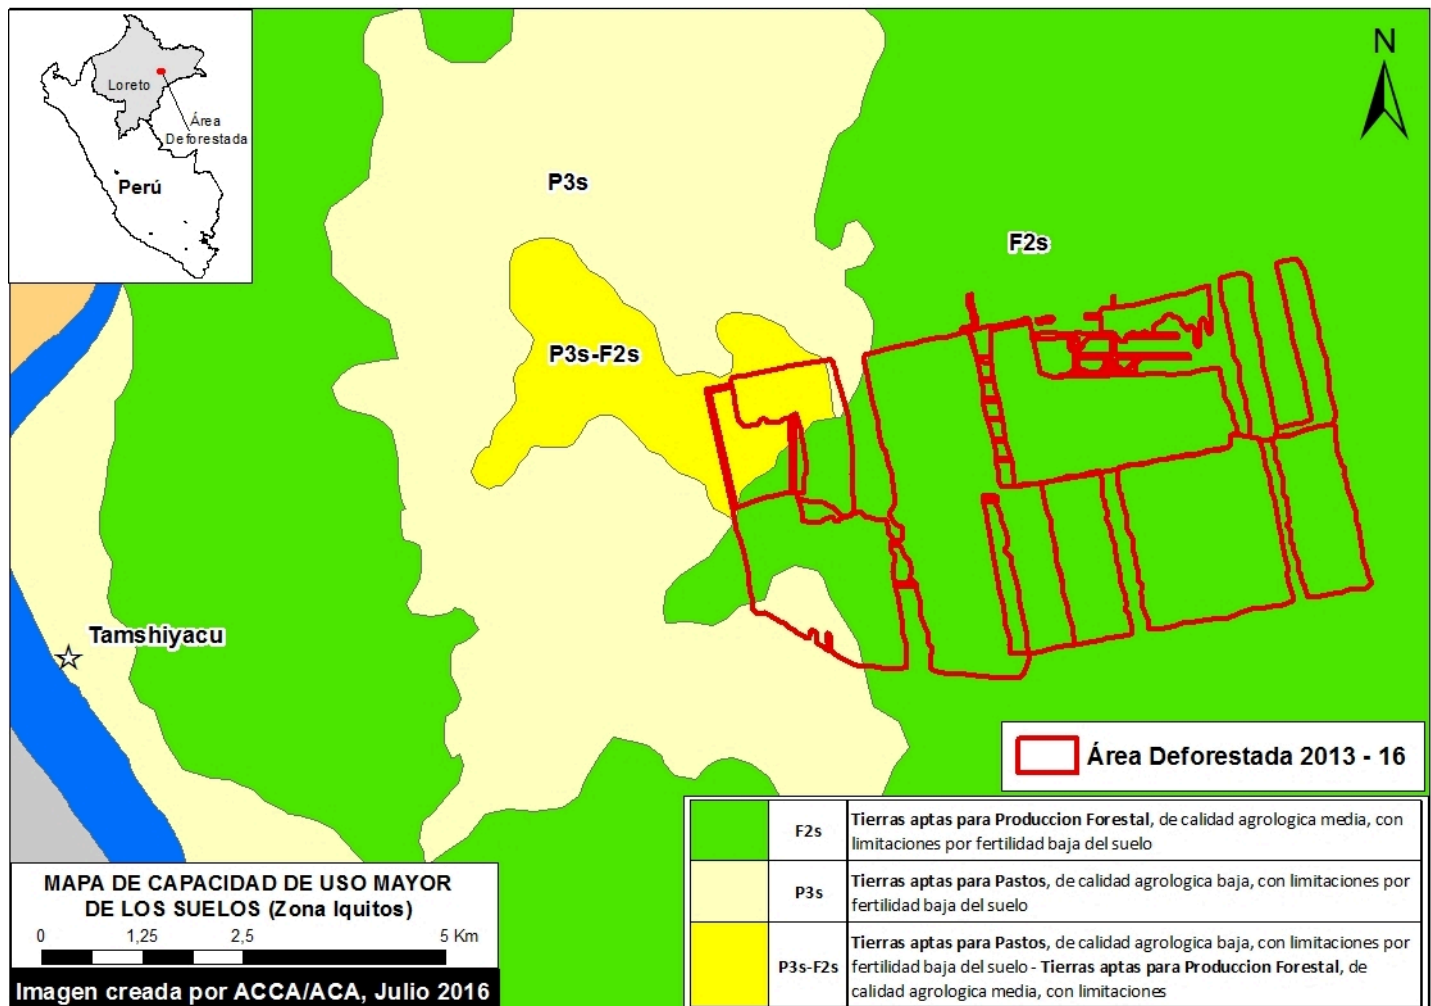 Loreto
Área
Deforestada
Perú
N
P3s
F2s
P3s-F2s
Tamshiyacu
Área Deforestada 2013 - 16
F2s
Tierras aptas para Produccion Forestal, de calidad agrologica media, con
limitaciones por fertilidad baja del suelo
P3s
Tierras aptas para Pastos, de calidad agrologica baja, con limitaciones por
fertilidad baja del suelo
P3s-F2s
Tierras aptas para Pastos, de calidad agrologica baja, con limitaciones por
fertilidad baja del suelo - Tierras aptas para Produccion Forestal, de
calidad agrologica media, con limitaciones
MAPA DE CAPACIDAD DE USO MAYOR
DE LOS SUELOS (Zona Iquitos)
0 1,25 2,5 5 Km
Imagen creada por ACCA/ACA, Julio 2016